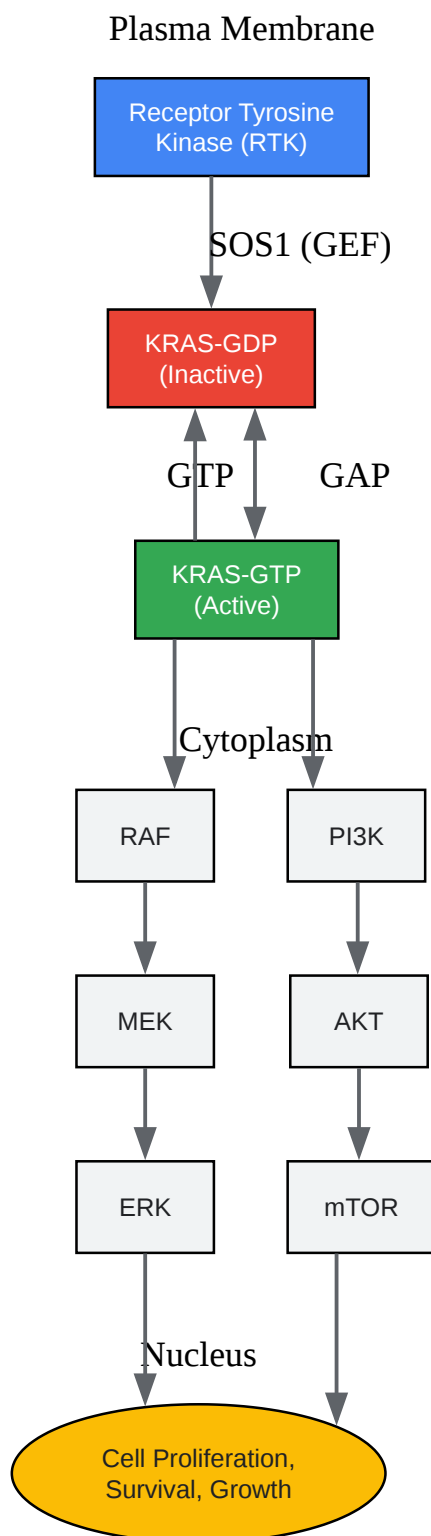 Plasma Membrane
Receptor Tyrosine
Kinase (RTK)
SOS1 (GEF)
KRAS-GDP
(Inactive)
GTP
GAP
KRAS-GTP
(Active)
Cytoplasm
RAF
PI3K
MEK
AKT
ERK
mTOR
Nucleus
Cell Proliferation,
Survival, Growth